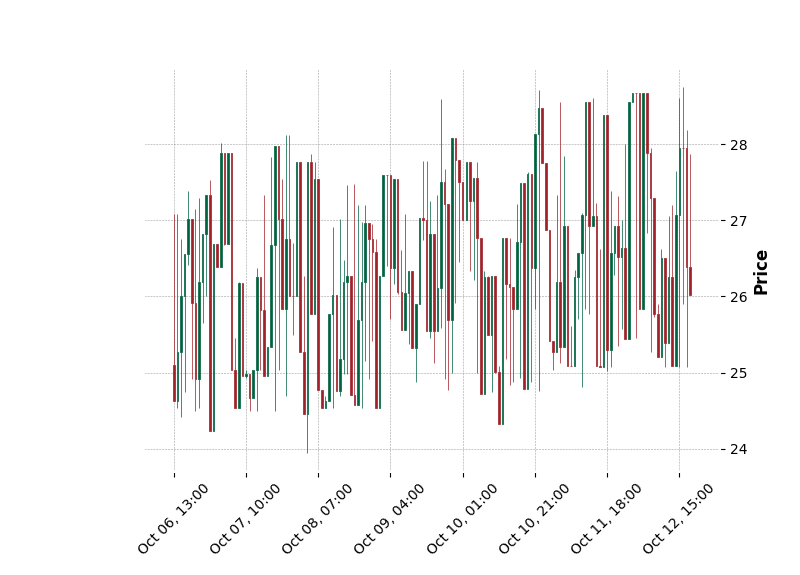 28
27
26
25
24
Price
Oct 06, 13:00
Oct 07, 10:00
Oct 08, 07:00
Oct 09, 04:00
Oct 10, 01:00
Oct 10, 21:00
Oct 11, 18:00
Oct 12, 15:00